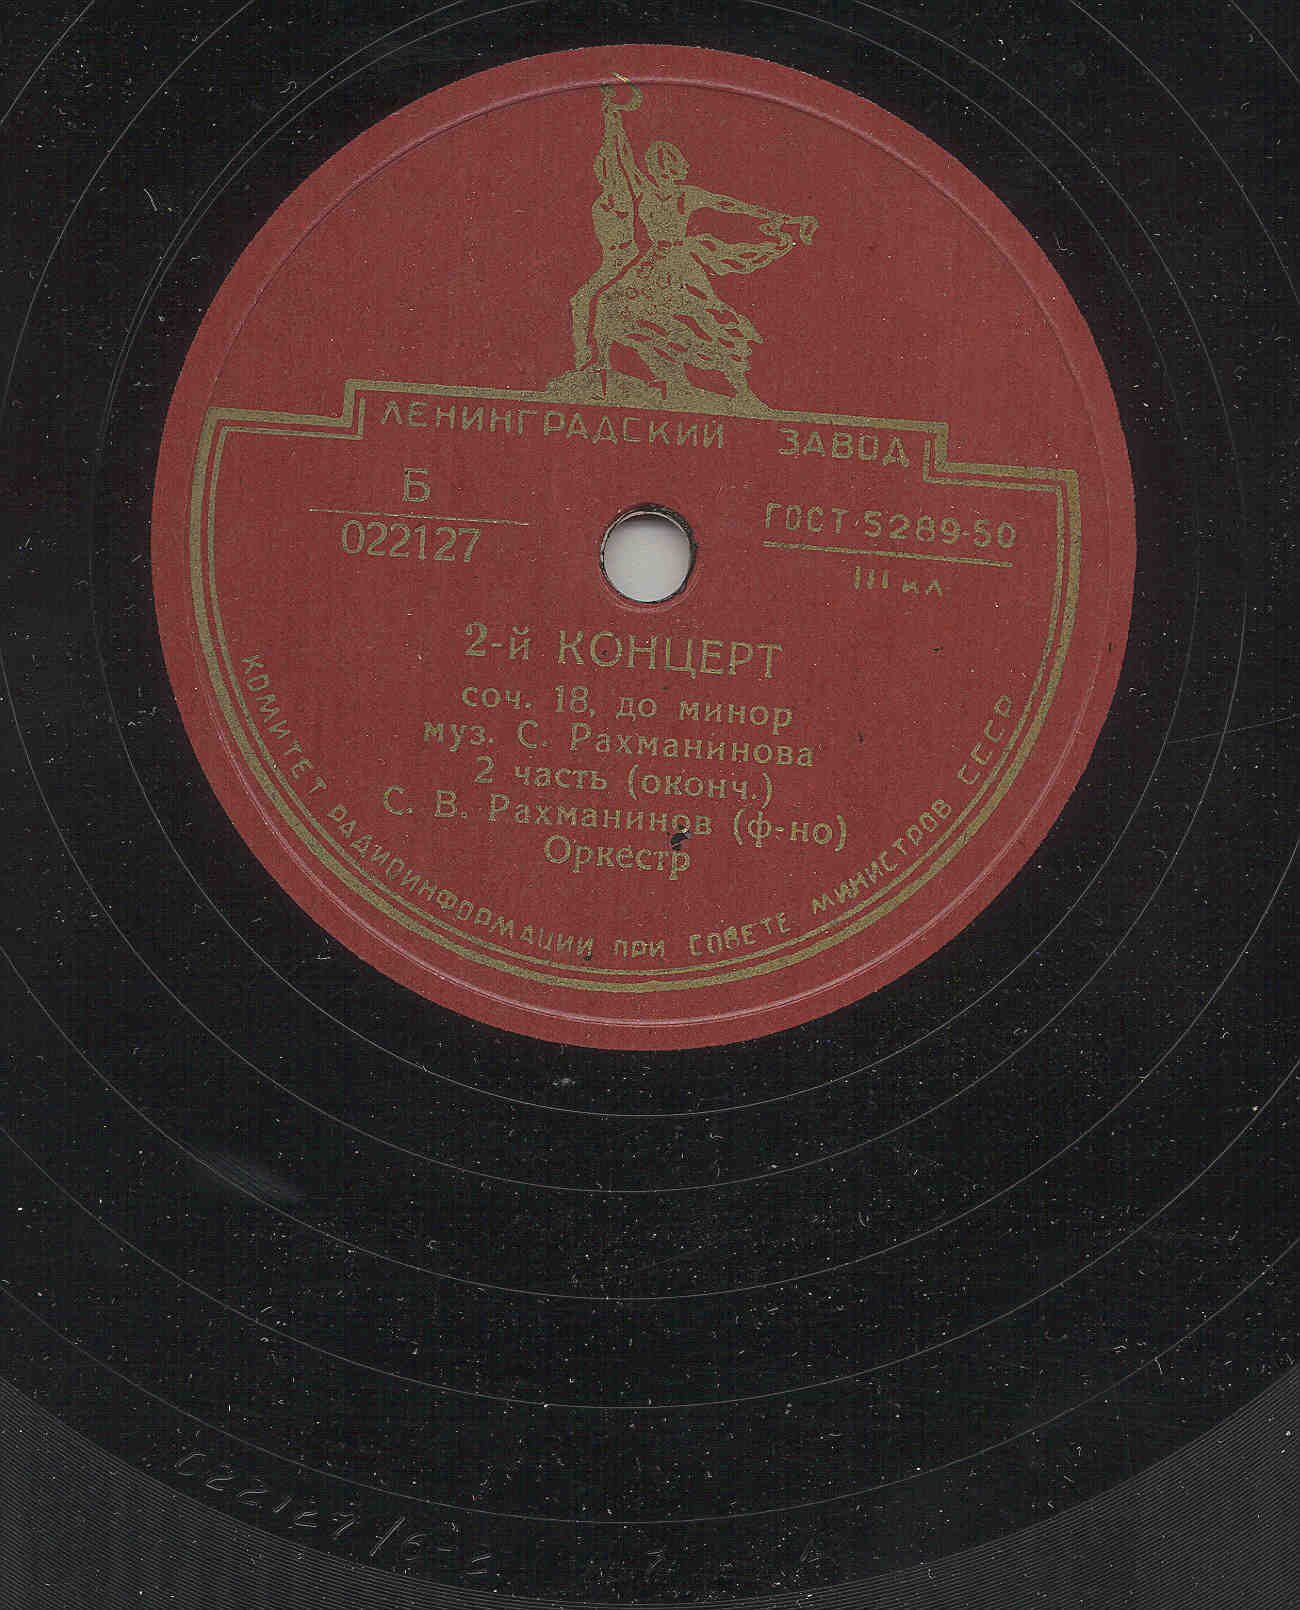 ЛЕНИНГРАДСКИЙ ЗАВОД
Б
022127
ГОСТ 5289-50
III кл
2-й КОНЦЕРТ
соч. 18, до минор
муз. С. Рахманинова
2 часть (оконч.)
С. В. Рахманинов (ф-но)
Оркестр
КОМИТЕТ РАДИОИНФОРМАЦИИ ПРИ СОВЕТЕ МИНИСТРОВ СССР